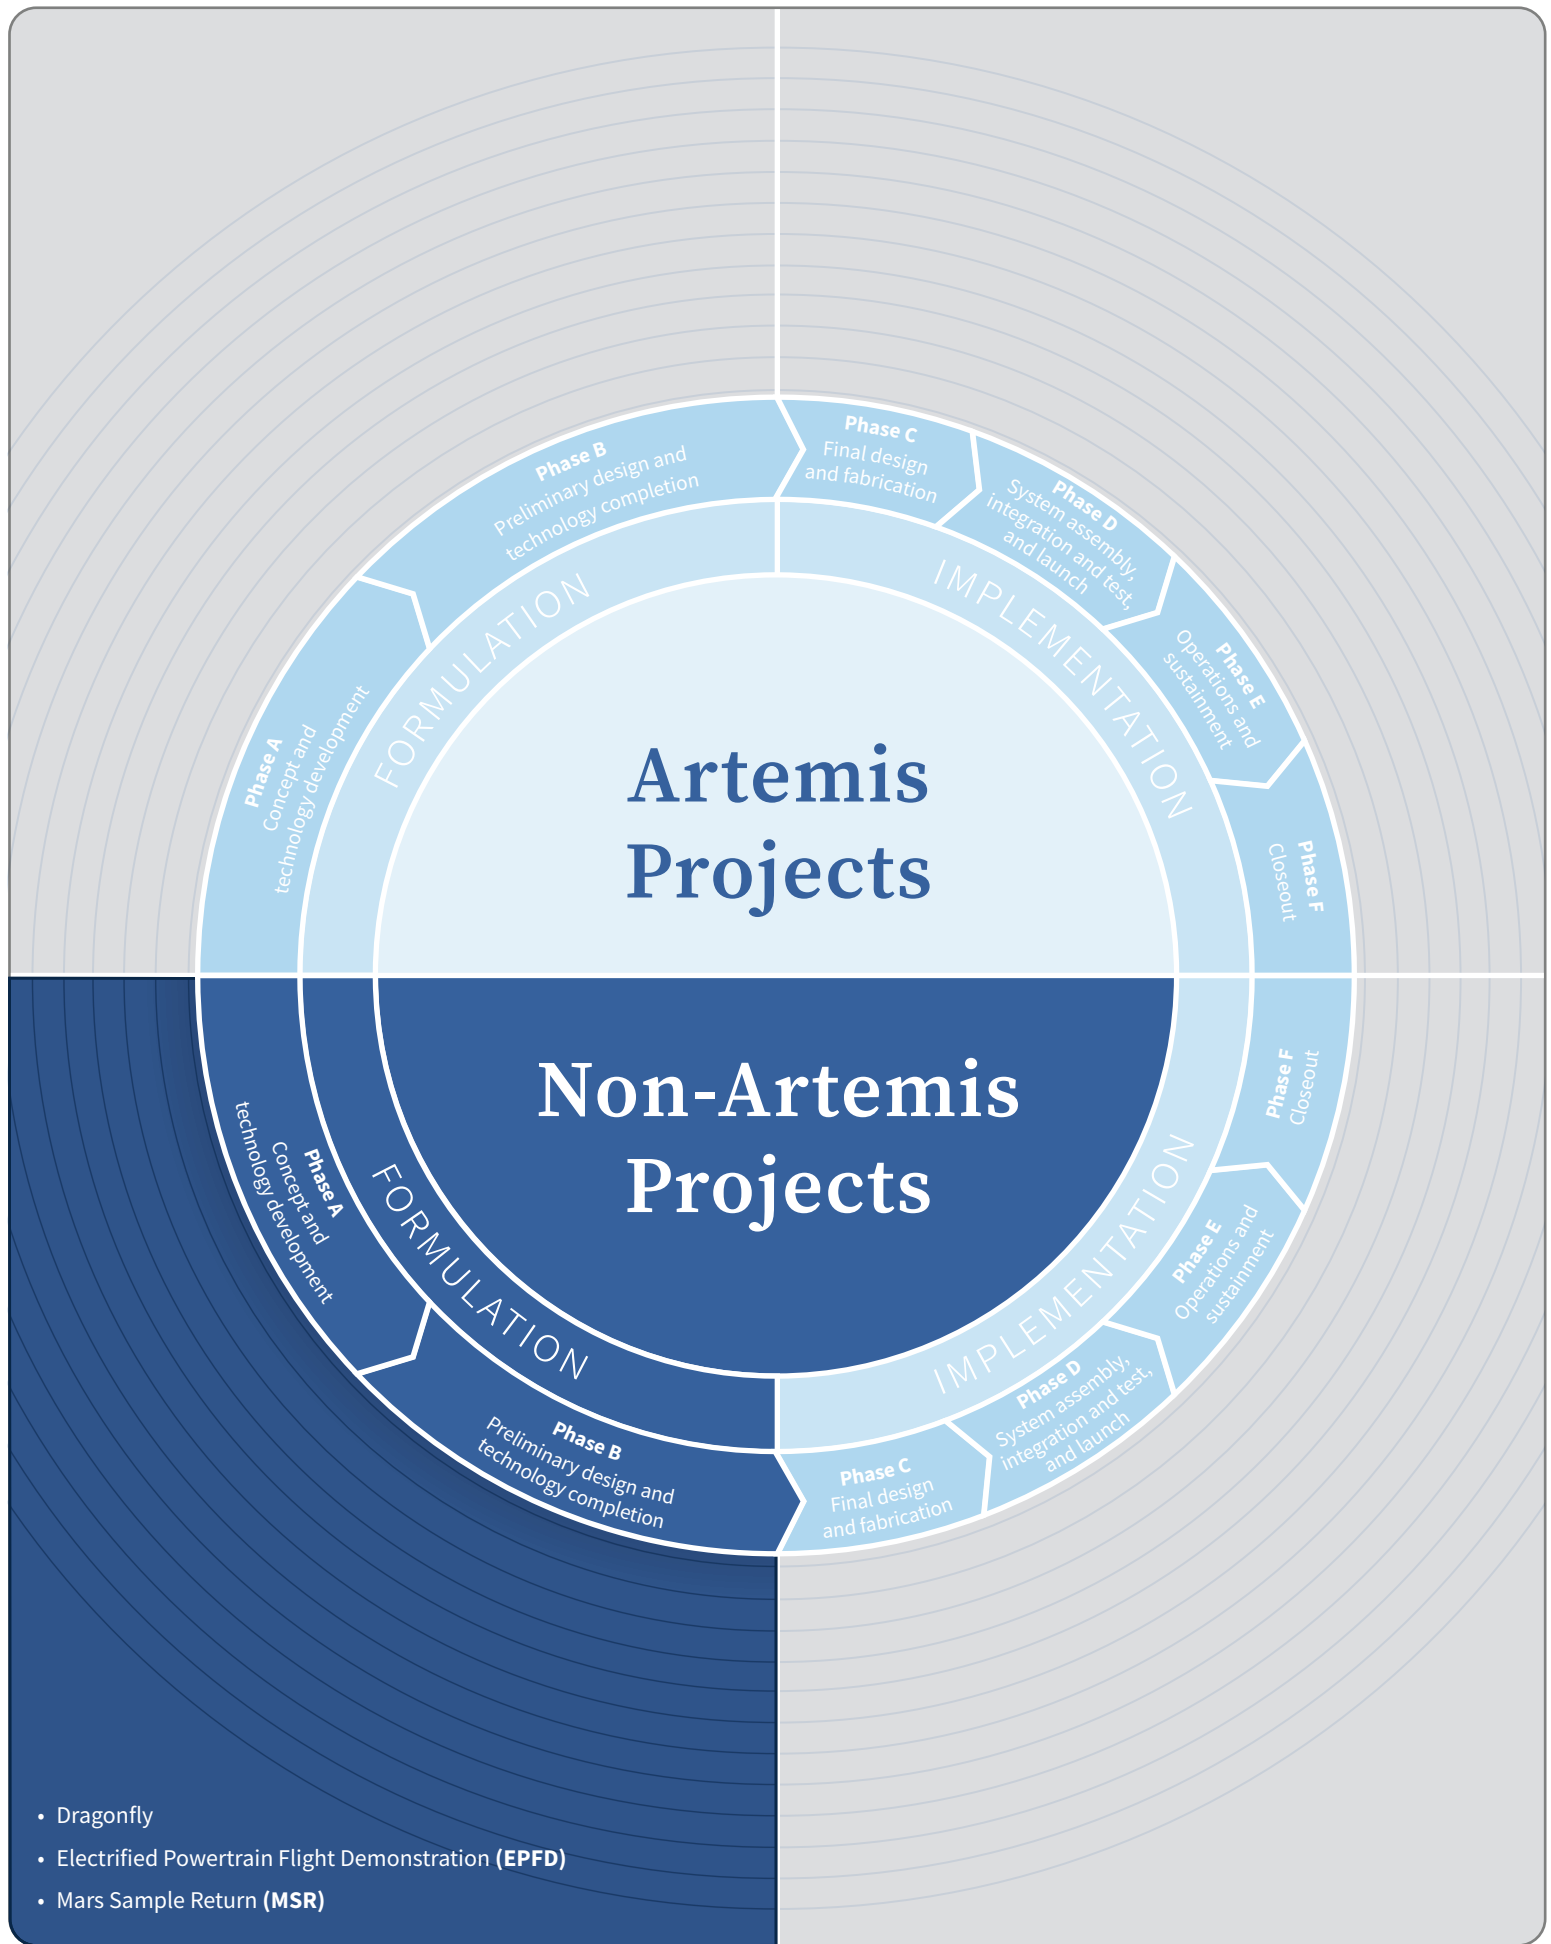 Phase A
Concept and
technology development
Phase B
Preliminary design and
technology completion
FORMULATION
Phase C
Final design
and fabrication
Phase D
System assembly,
integration and test,
and launch
Phase E
Operations and
sustainment
Phase F
Closeout
IMPLEMENTATION
Artemis
Projects
Non-Artemis
Projects
Phase A
Concept and
technology development
Phase B
Preliminary design and
technology completion
FORMULATION
Phase C
Final design
and fabrication
Phase D
System assembly,
integration and test,
and launch
Phase E
Operations and
sustainment
Phase F
Closeout
IMPLEMENTATION
• Dragonfly
• Electrified Powertrain Flight Demonstration (EPFD)
• Mars Sample Return (MSR)